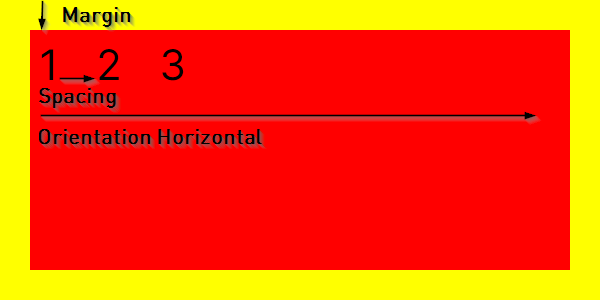 Margin
1 2 3
Spacing
Orientation Horizontal